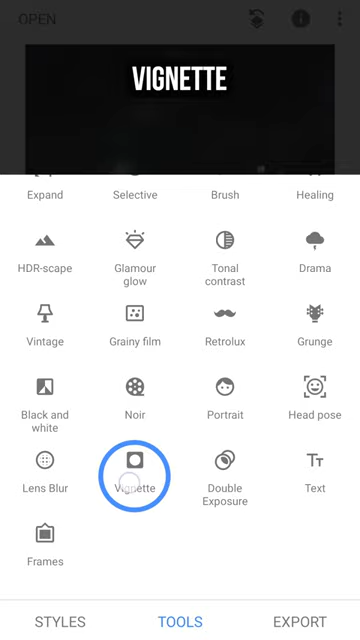 OPEN
VIGNETTE
Expand
Selective
Brush
Healing
HDR-scape
Glamour
glow
Tonal
contrast
Drama
Vintage
Grainy film
Retrolux
Grunge
Black and
white
Noir
Portrait
Head pose
Lens Blur
Vignette
Double
Exposure
Text
Frames
STYLES
TOOLS
EXPORT